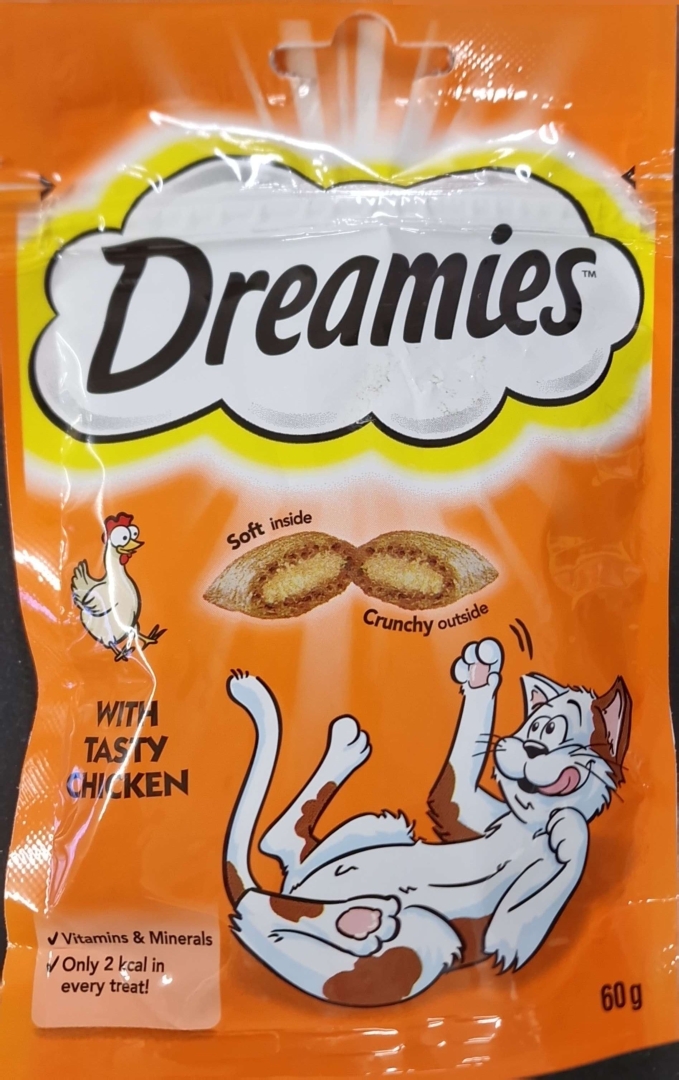 Dreamies™
Soft inside
Crunchy outside
WITH
TASTY
CHICKEN
✓Vitamins & Minerals
✓Only 2 kcal in
every treat!
60g